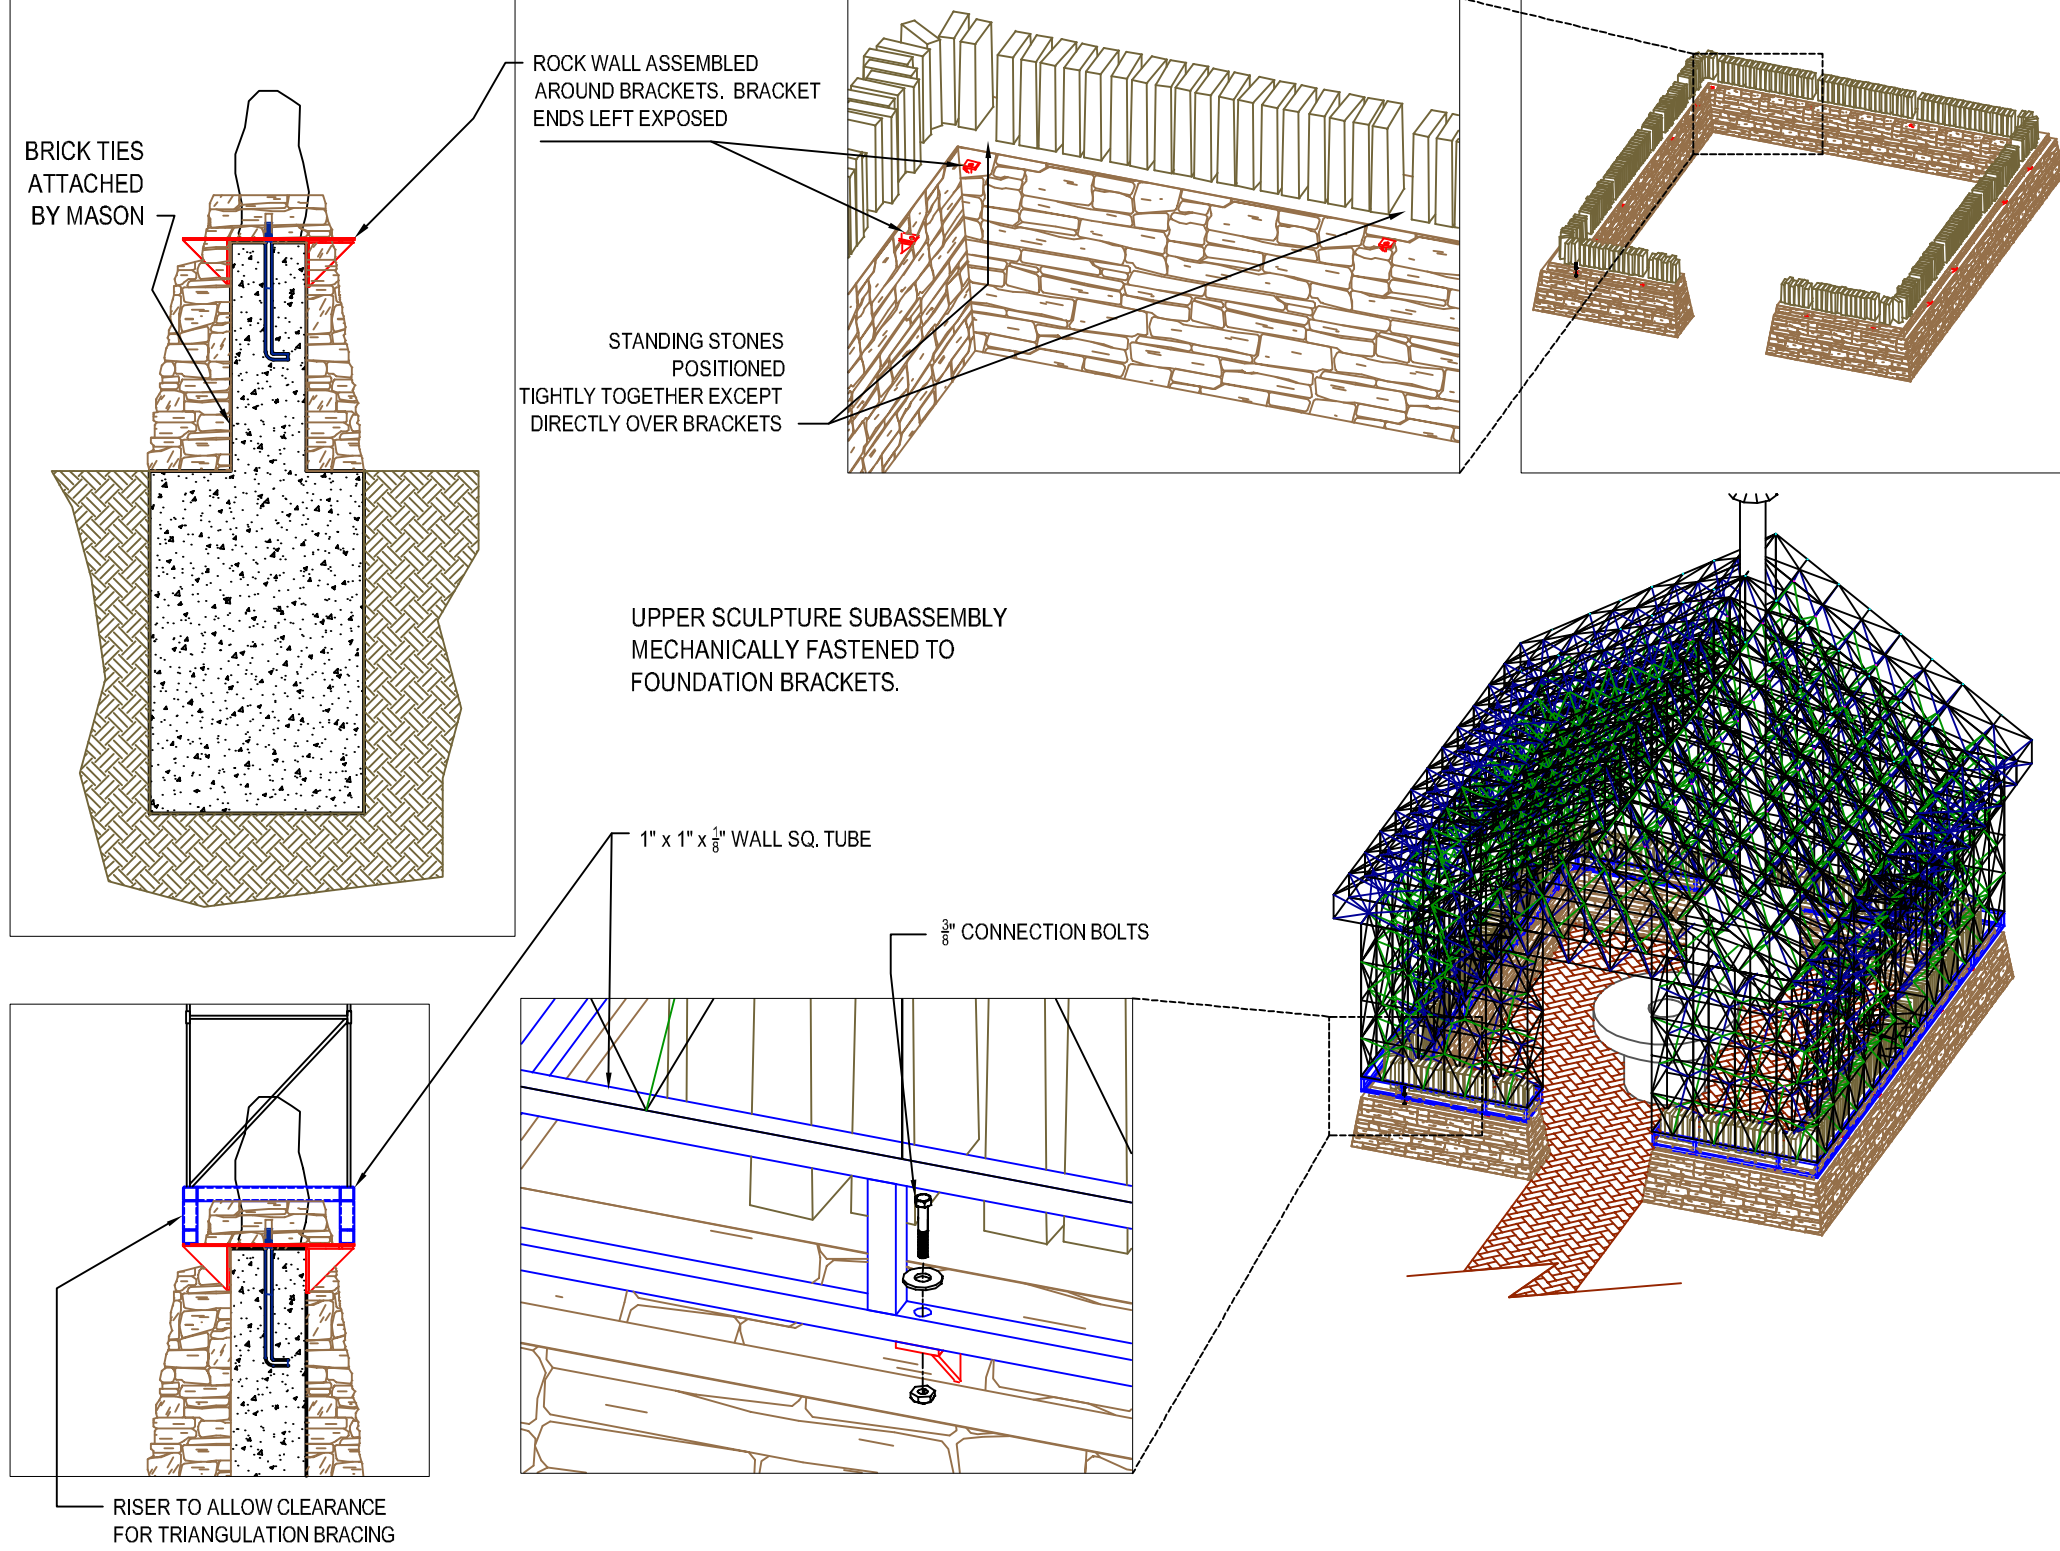 ROCK WALL ASSEMBLED
AROUND BRACKETS. BRACKET
ENDS LEFT EXPOSED
BRICK TIES
ATTACHED
BY MASON
STANDING STONES
POSITIONED
TIGHTLY TOGETHER EXCEPT
DIRECTLY OVER BRACKETS
UPPER SCULPTURE SUBASSEMBLY
MECHANICALLY FASTENED TO
FOUNDATION BRACKETS.
1" x 1" x 1/8" WALL SQ. TUBE
3/8" CONNECTION BOLTS
RISER TO ALLOW CLEARANCE
FOR TRIANGULATION BRACING